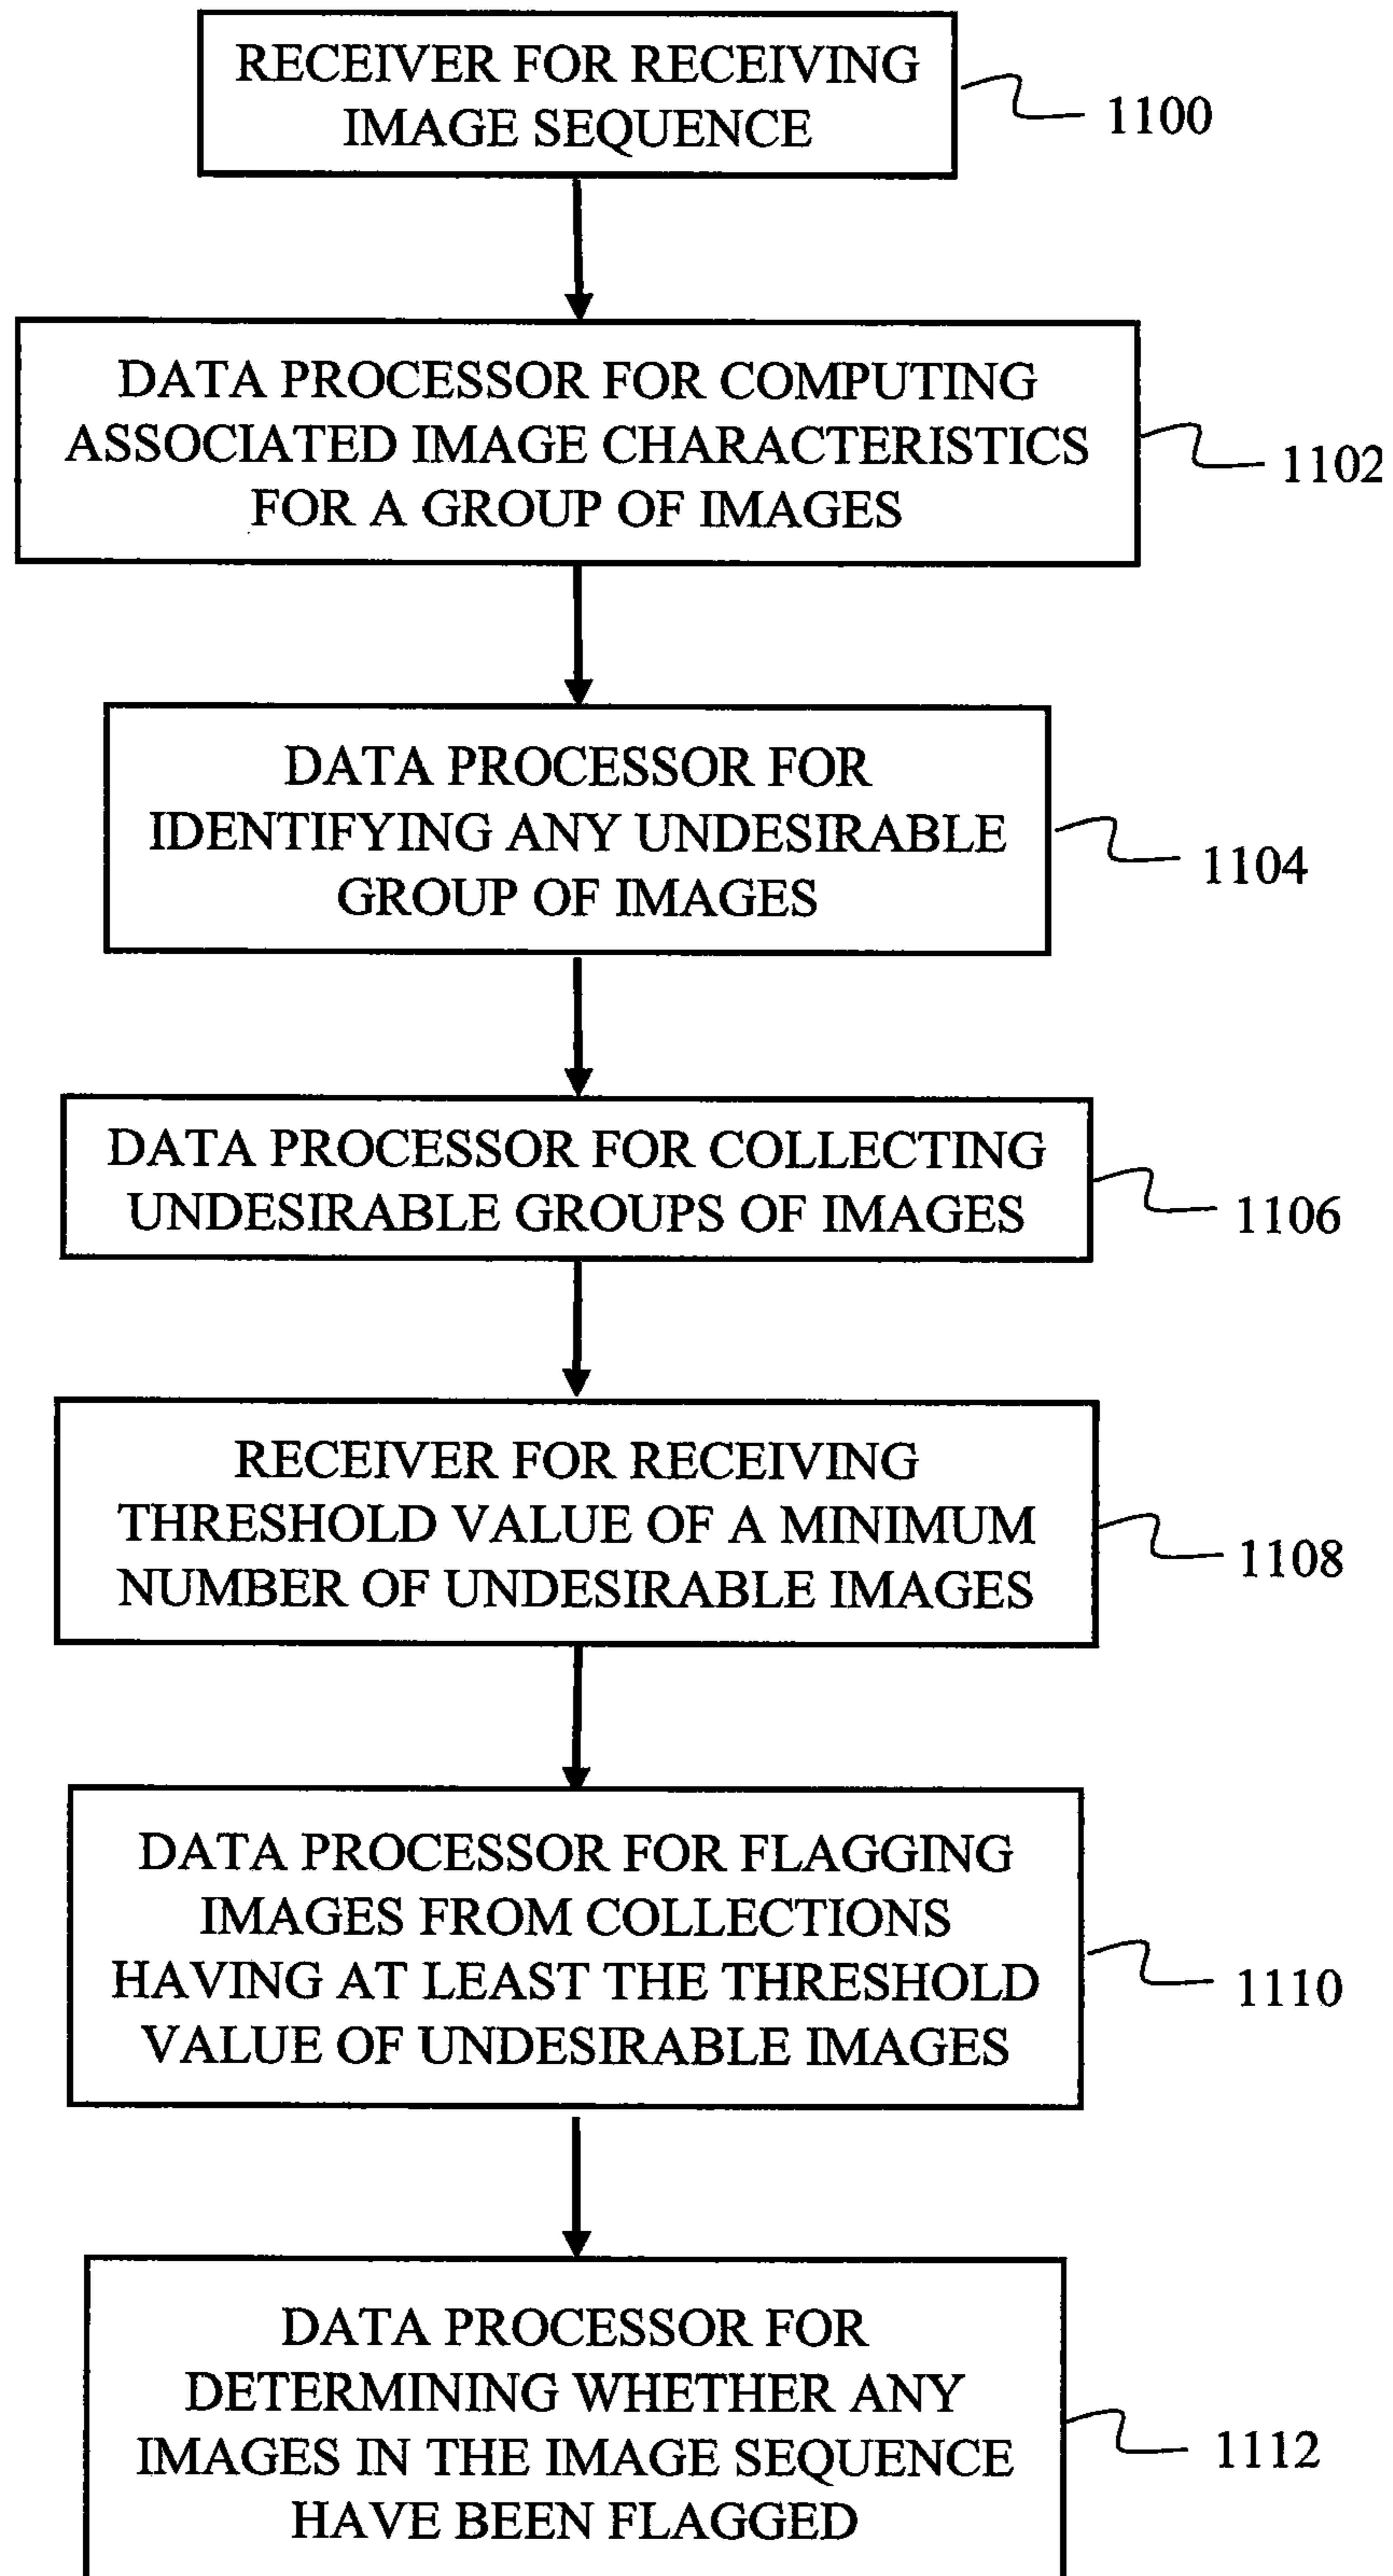 RECEIVER FOR RECEIVING
IMAGE SEQUENCE
1100
DATA PROCESSOR FOR COMPUTING
ASSOCIATED IMAGE CHARACTERISTICS
FOR A GROUP OF IMAGES
1102
DATA PROCESSOR FOR
IDENTIFYING ANY UNDESIRABLE
GROUP OF IMAGES
1104
DATA PROCESSOR FOR COLLECTING
UNDESIRABLE GROUPS OF IMAGES
1106
RECEIVER FOR RECEIVING
THRESHOLD VALUE OF A MINIMUM
NUMBER OF UNDESIRABLE IMAGES
1108
DATA PROCESSOR FOR FLAGGING
IMAGES FROM COLLECTIONS
HAVING AT LEAST THE THRESHOLD
VALUE OF UNDESIRABLE IMAGES
1110
DATA PROCESSOR FOR
DETERMINING WHETHER ANY
IMAGES IN THE IMAGE SEQUENCE
HAVE BEEN FLAGGED
1112